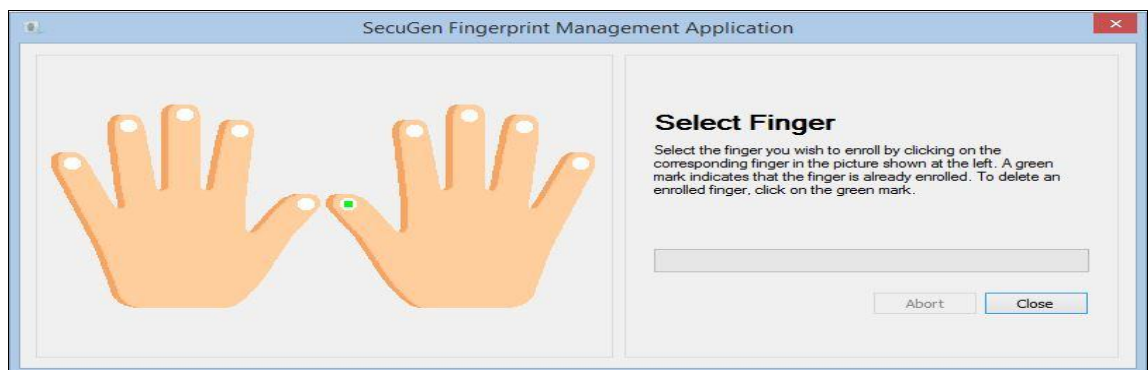 SecuGen Fingerprint Management Application
Select Finger
Select the finger you wish to enroll by clicking on the
corresponding finger in the picture shown at the left. A green
mark indicates that the finger is already enrolled. To delete an
enrolled finger, click on the green mark.
Abort
Close